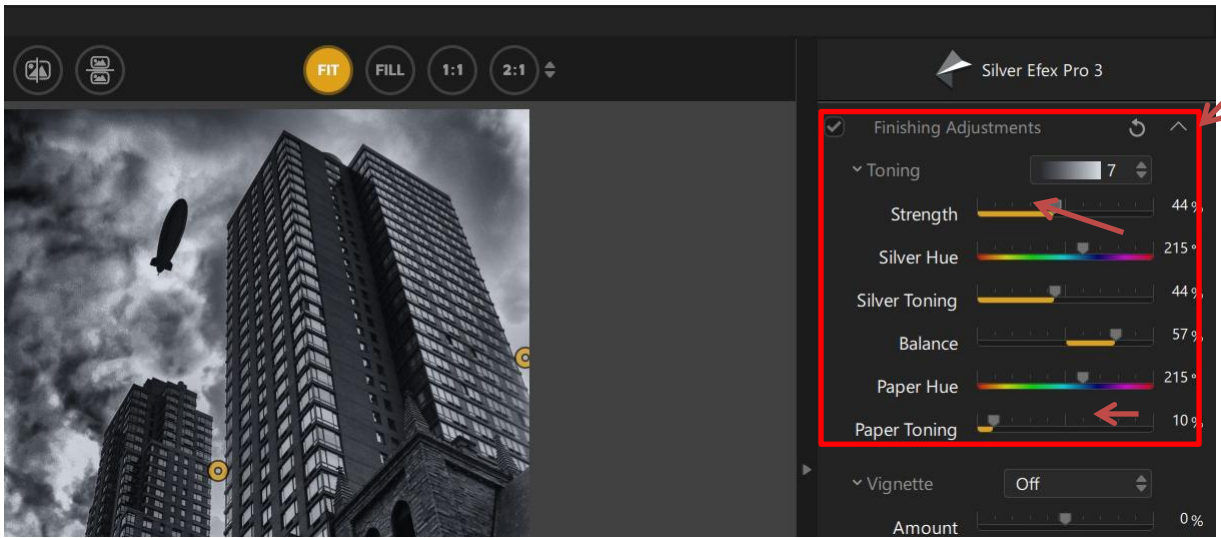 FIT FILL 1:1 2:1
Silver Efex Pro 3
Finishing Adjustments
Toning 7
Strength 44 %
Silver Hue 215 °
Silver Toning 44 %
Balance 57 %
Paper Hue 215 °
Paper Toning 10 %
Vignette Off
Amount 0 %